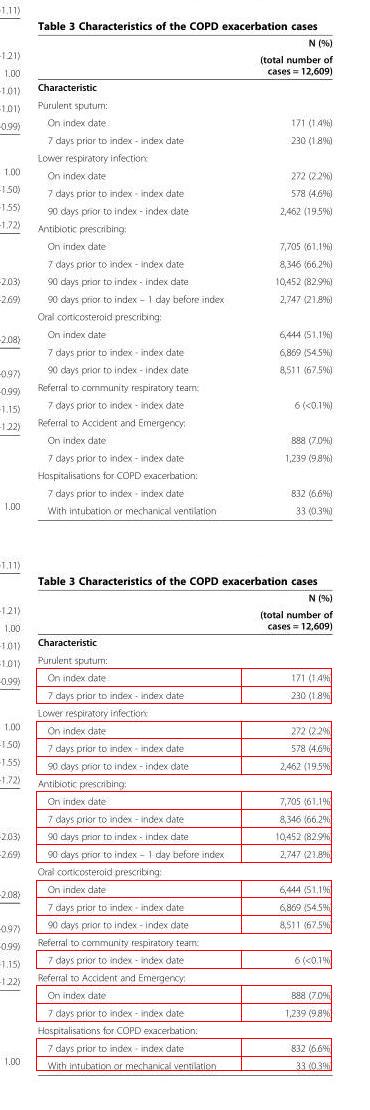 -1.11)
Table 3 Characteristics of the COPD exacerbation cases
N (%)
-1.21)
(total number of
1.00
cases = 12,609)
-1.01)
Characteristic
-1.01)
Purulent sputum:
-0.99)
On index date 171 (1.4%)
7 days prior to index - index date 230 (1.8%)
Lower respiratory infection:
1.00
On index date 272 (2.2%)
-1.50)
7 days prior to index - index date 578 (4.6%)
-1.55)
90 days prior to index - index date 2,462 (19.5%)
-1.72)
Antibiotic prescribing:
On index date 7,705 (61.1%)
7 days prior to index - index date 8,346 (66.2%)
-2.03)
90 days prior to index - index date 10,452 (82.9%)
-2.69)
90 days prior to index – 1 day before index 2,747 (21.8%)
Oral corticosteroid prescribing:
On index date 6,444 (51.1%)
-2.08)
7 days prior to index - index date 6,869 (54.5%)
-0.97)
90 days prior to index - index date 8,511 (67.5%)
-0.99)
Referral to community respiratory team:
-1.15)
7 days prior to index - index date 6 (<0.1%)
-1.22)
Referral to Accident and Emergency:
On index date 888 (7.0%)
7 days prior to index - index date 1,239 (9.8%)
Hospitalisations for COPD exacerbation:
7 days prior to index - index date 832 (6.6%)
1.00
With intubation or mechanical ventilation 33 (0.3%)
-1.11)
Table 3 Characteristics of the COPD exacerbation cases
N (%)
-1.21)
(total number of
1.00
cases = 12,609)
-1.01)
Characteristic
-1.01)
Purulent sputum:
-0.99)
On index date 171 (1.4%
7 days prior to index - index date 230 (1.8%
Lower respiratory infection:
1.00
On index date 272 (2.2%
-1.50)
7 days prior to index - index date 578 (4.6%
-1.55)
90 days prior to index - index date 2,462 (19.5%
-1.72)
Antibiotic prescribing:
On index date 7,705 (61.1%
7 days prior to index - index date 8,346 (66.2%
-2.03)
90 days prior to index - index date 10,452 (82.9%
-2.69)
90 days prior to index – 1 day before index 2,747 (21.8%
Oral corticosteroid prescribing:
On index date 6,444 (51.1%
-2.08)
7 days prior to index - index date 6,869 (54.5%
-0.97)
90 days prior to index - index date 8,511 (67.5%
-0.99)
Referral to community respiratory team:
-1.15)
7 days prior to index - index date 6 (<0.1%
-1.22)
Referral to Accident and Emergency:
On index date 888 (7.0%
7 days prior to index - index date 1,239 (9.8%
Hospitalisations for COPD exacerbation:
7 days prior to index - index date 832 (6.6%
1.00
With intubation or mechanical ventilation 33 (0.3%